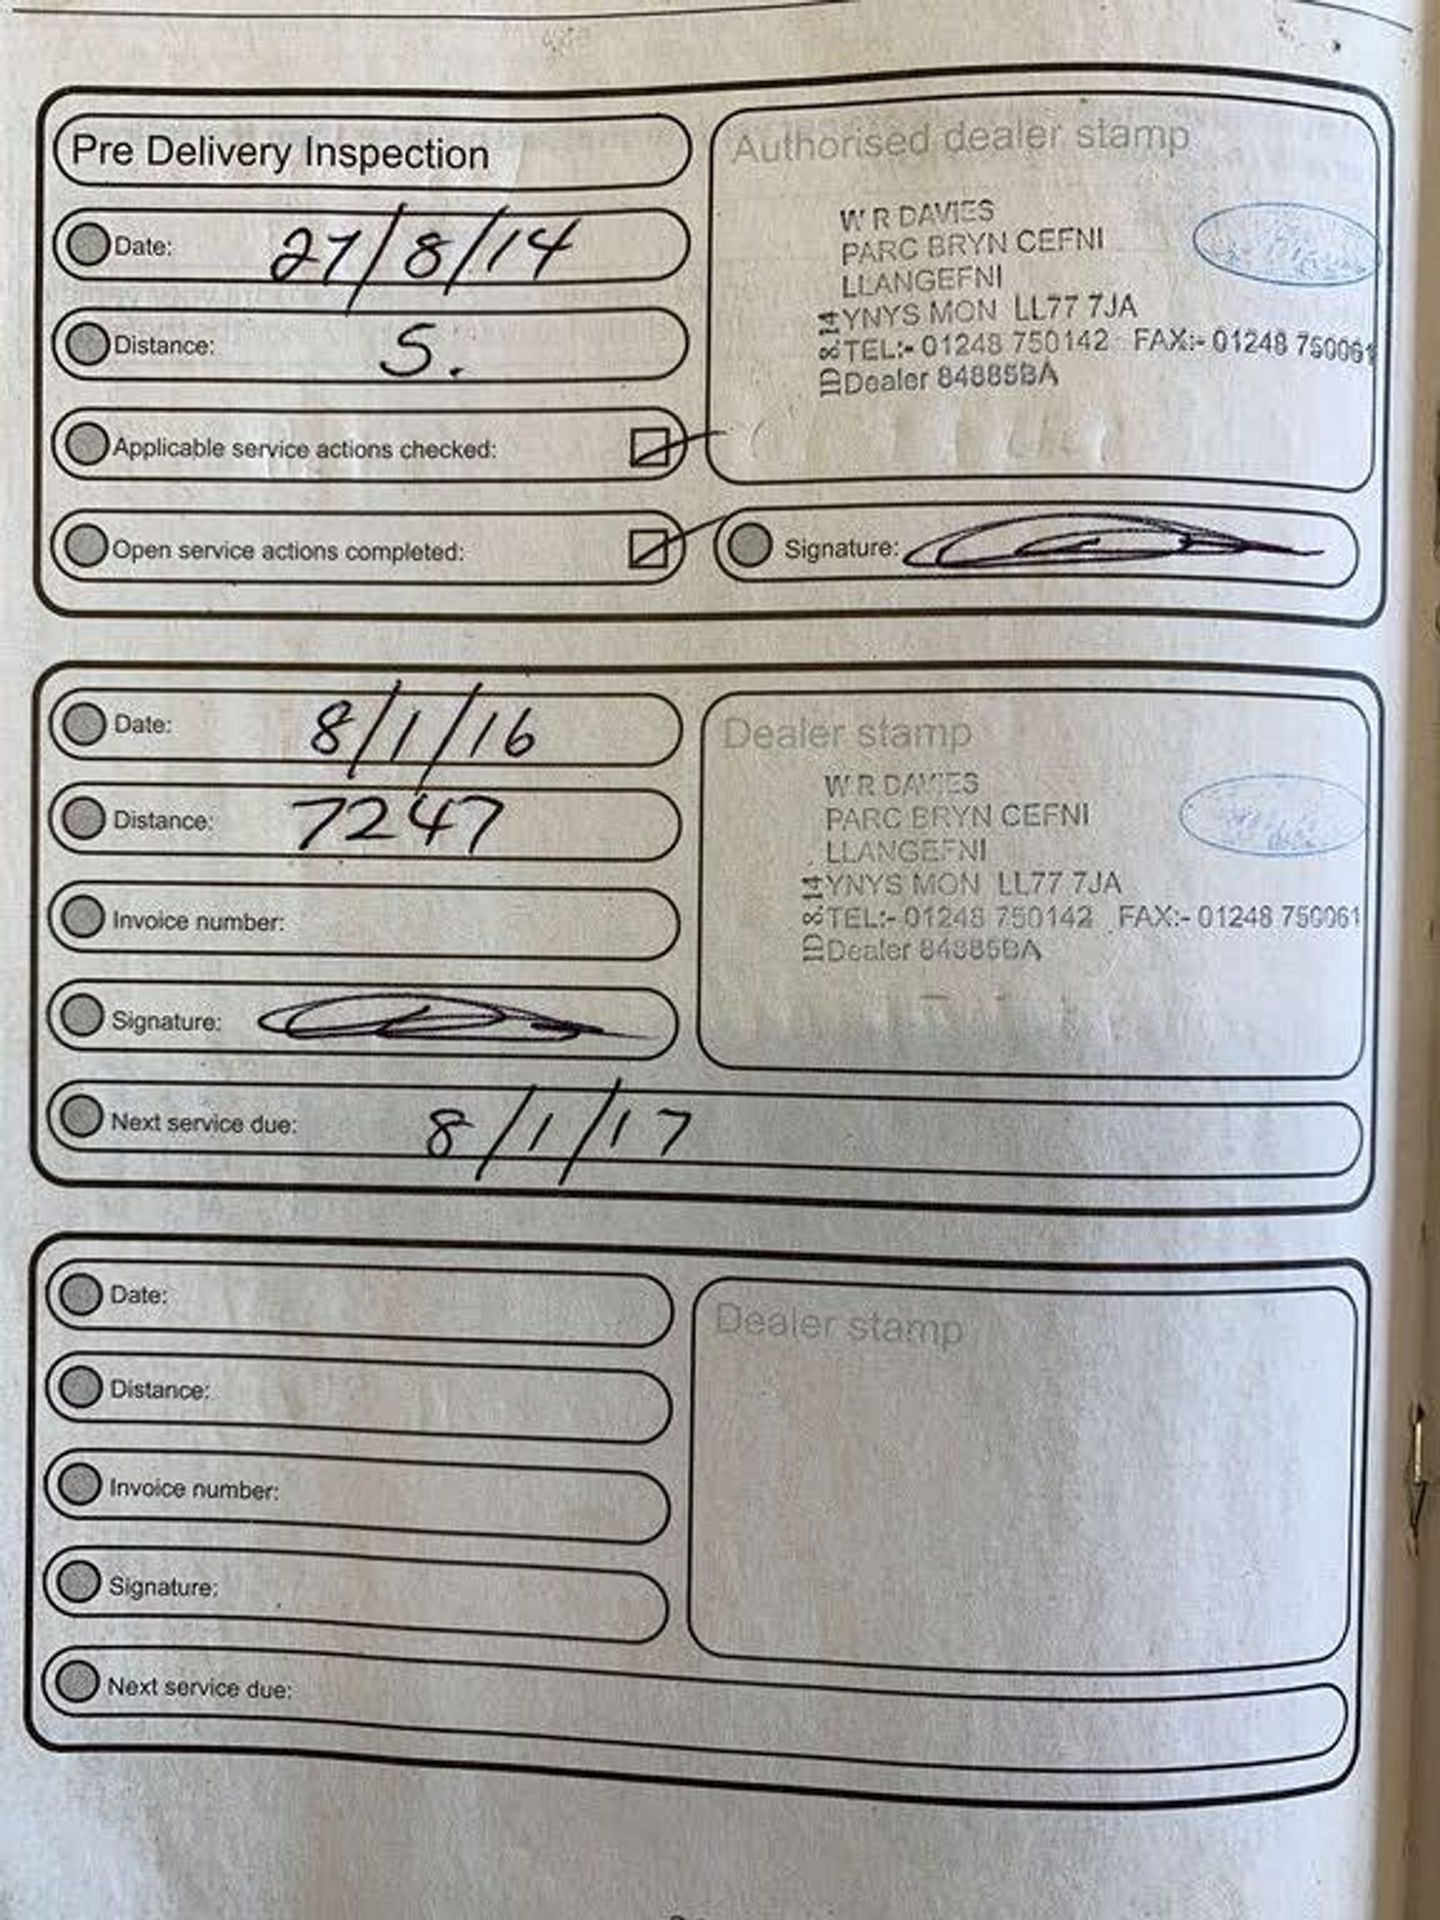 Pre Delivery Inspection
Date: 27/8/14
Distance: 5.
Applicable service actions checked:
Open service actions completed:
Authorised dealer stamp
W R DAVIES
PARC BRYN CEFNI
LLANGEFNI
YNYS MON LL77 7JA
TEL:- 01248 750142 FAX:- 01248 750061
Dealer 84885BA
ID 8.14
Signature:
Date: 8/1/16
Distance: 7247
Invoice number:
Signature:
Next service due: 8/1/17
Dealer stamp
W R DAVIES
PARC BRYN CEFNI
LLANGEFNI
YNYS MON LL77 7JA
TEL:- 01248 750142 FAX:- 01248 750061
Dealer 84885BA
ID 8.14
Date:
Distance:
Invoice number:
Signature:
Next service due:
Dealer stamp